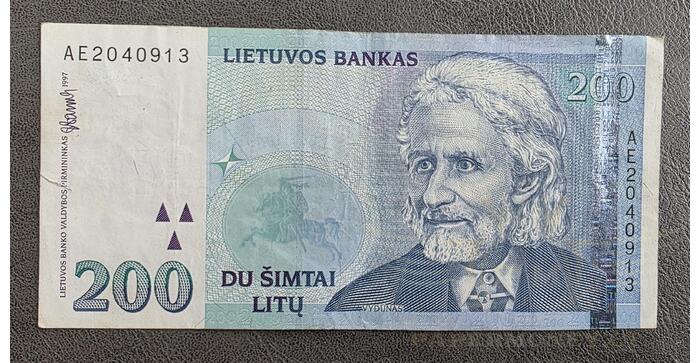 AE2040913
LIETUVOS BANKAS
200
LIETUVOS BANKO VALDYBOS PIRMININKAS
1997
200
DU ŠIMTAI
LITŲ
VYDŪNAS
AE2040913